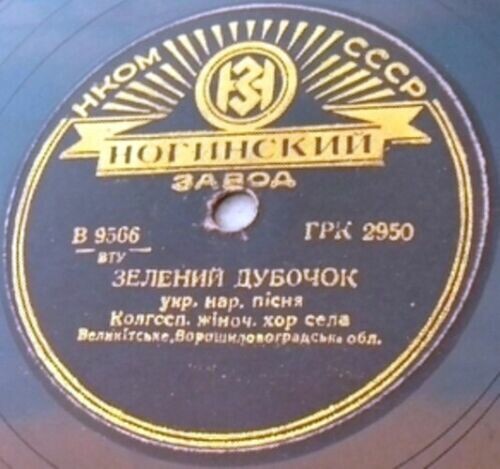 НКОМ СССР
НЗ
НОГИНСКИЙ
ЗАВОД
В 9566 ГРК 2950
ВТУ
ЗЕЛЕНИЙ ДУБОЧОК
укр. нар. пісня
Колгосп. жіноч. хор села
Великітське, Ворошиловоградська обл.